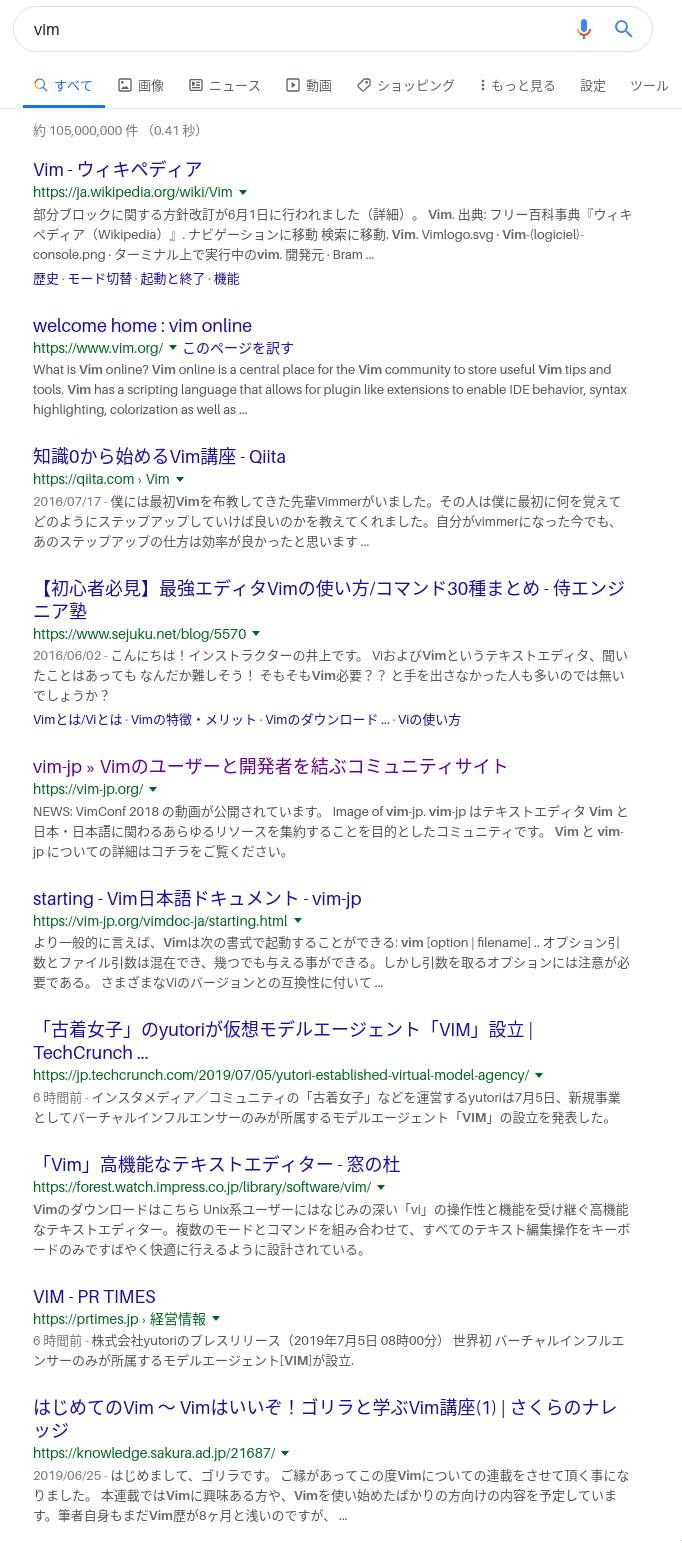 vim
すべて 画像 ニュース 動画 ショッピング もっと見る 設定 ツール
約 105,000,000 件 （0.41 秒）
Vim - ウィキペディア
https://ja.wikipedia.org/wiki/Vim
部分ブロックに関する方針改訂が6月1日に行われました（詳細）。 Vim. 出典: フリー百科事典『ウィキ
ペディア（Wikipedia）』. ナビゲーションに移動 検索に移動. Vim. Vimlogo.svg · Vim-(logiciel)-
console.png · ターミナル上で実行中のvim. 開発元 · Bram ...
歴史 · モード切替 · 起動と終了 · 機能
welcome home : vim online
https://www.vim.org/ このページを訳す
What is Vim online? Vim online is a central place for the Vim community to store useful Vim tips and
tools. Vim has a scripting language that allows for plugin like extensions to enable IDE behavior, syntax
highlighting, colorization as well as ...
知識0から始めるVim講座 - Qiita
https://qiita.com › Vim
2016/07/17 - 僕には最初Vimを布教してきた先輩Vimmerがいました。その人は僕に最初に何を覚えて
どのようにステップアップしていけば良いのかを教えてくれました。自分がvimmerになった今でも、
あのステップアップの仕方は効率が良かったと思います ...
【初心者必見】最強エディタVimの使い方/コマンド30種まとめ - 侍エンジ
ニア塾
https://www.sejuku.net/blog/5570
2016/06/02 - こんにちは！インストラクターの井上です。 ViおよびVimというテキストエディタ、聞い
たことはあっても なんだか難しそう！ そもそもVim必要？？ と手を出さなかった人も多いのでは無い
でしょうか？
Vimとは/Viとは · Vimの特徴・メリット · Vimのダウンロード ... · Viの使い方
vim-jp » Vimのユーザーと開発者を結ぶコミュニティサイト
https://vim-jp.org/
NEWS: VimConf 2018 の動画が公開されています。 Image of vim-jp. vim-jp はテキストエディタ Vim と
日本・日本語に関わるあらゆるリソースを集約することを目的としたコミュニティです。 Vim と vim-
jp についての詳細はコチラをご覧ください。
starting - Vim日本語ドキュメント - vim-jp
https://vim-jp.org/vimdoc-ja/starting.html
より一般的に言えば、Vimは次の書式で起動することができる: vim [option | filename] .. オプション引
数とファイル引数は混在でき、幾つでも与える事ができる。しかし引数を取るオプションには注意が必
要である。 さまざまなViのバージョンとの互換性に付いて ...
「古着女子」のyutoriが仮想モデルエージェント「VIM」設立 |
TechCrunch ...
https://jp.techcrunch.com/2019/07/05/yutori-established-virtual-model-agency/
6 時間前 - インスタメディア／コミュニティの「古着女子」などを運営するyutoriは7月5日、新規事業
としてバーチャルインフルエンサーのみが所属するモデルエージェント「VIM」の設立を発表した。
「Vim」高機能なテキストエディター - 窓の杜
https://forest.watch.impress.co.jp/library/software/vim/
Vimのダウンロードはこちら Unix系ユーザーにはなじみの深い「vi」の操作性と機能を受け継ぐ高機能
なテキストエディター。複数のモードとコマンドを組み合わせて、すべてのテキスト編集操作をキーボ
ードのみですばやく快適に行えるように設計されている。
VIM - PR TIMES
https://prtimes.jp › 経営情報
6 時間前 - 株式会社yutoriのプレスリリース（2019年7月5日 08時00分） 世界初 バーチャルインフルエ
ンサーのみが所属するモデルエージェント[VIM]が設立.
はじめてのVim 〜 Vimはいいぞ！ゴリラと学ぶVim講座(1) | さくらのナレ
ッジ
https://knowledge.sakura.ad.jp/21687/
2019/06/25 - はじめまして、ゴリラです。 ご縁があってこの度Vimについての連載をさせて頂く事にな
りました。 本連載ではVimに興味ある方や、Vimを使い始めたばかりの方向けの内容を予定していま
す。筆者自身もまだVim歴が8ヶ月と浅いのですが、 ...